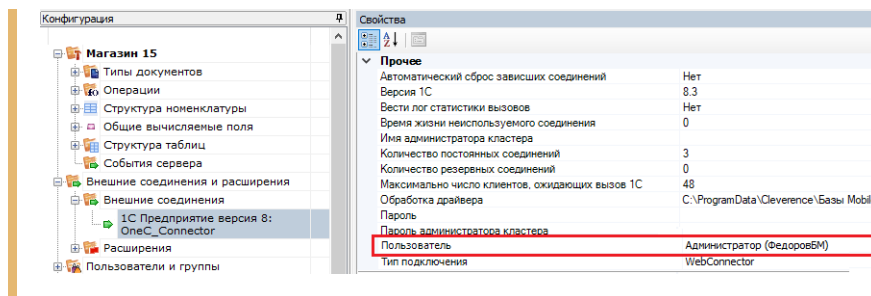 Конфигурация
Свойства
Магазин 15
Типы документов
Операции
Структура номенклатуры
Общие вычисляемые поля
Структура таблиц
События сервера
Внешние соединения и расширения
Внешние соединения
1С Предприятие версия 8:
OneC_Connector
Расширения
Пользователи и группы
Прочее
Автоматический сброс зависших соединений Нет
Версия 1С 8.3
Вести лог статистики вызовов Нет
Время жизни неиспользуемого соединения 0
Имя администратора кластера
Количество постоянных соединений 3
Количество резервных соединений 0
Максимально число клиентов, ожидающих вызов 1С 48
Обработка драйвера C:\ProgramData\Cleverence\Базы Mobil
Пароль
Пароль администратора кластера
Пользователь Администратор (ФедоровБМ)
Тип подключения WebConnector